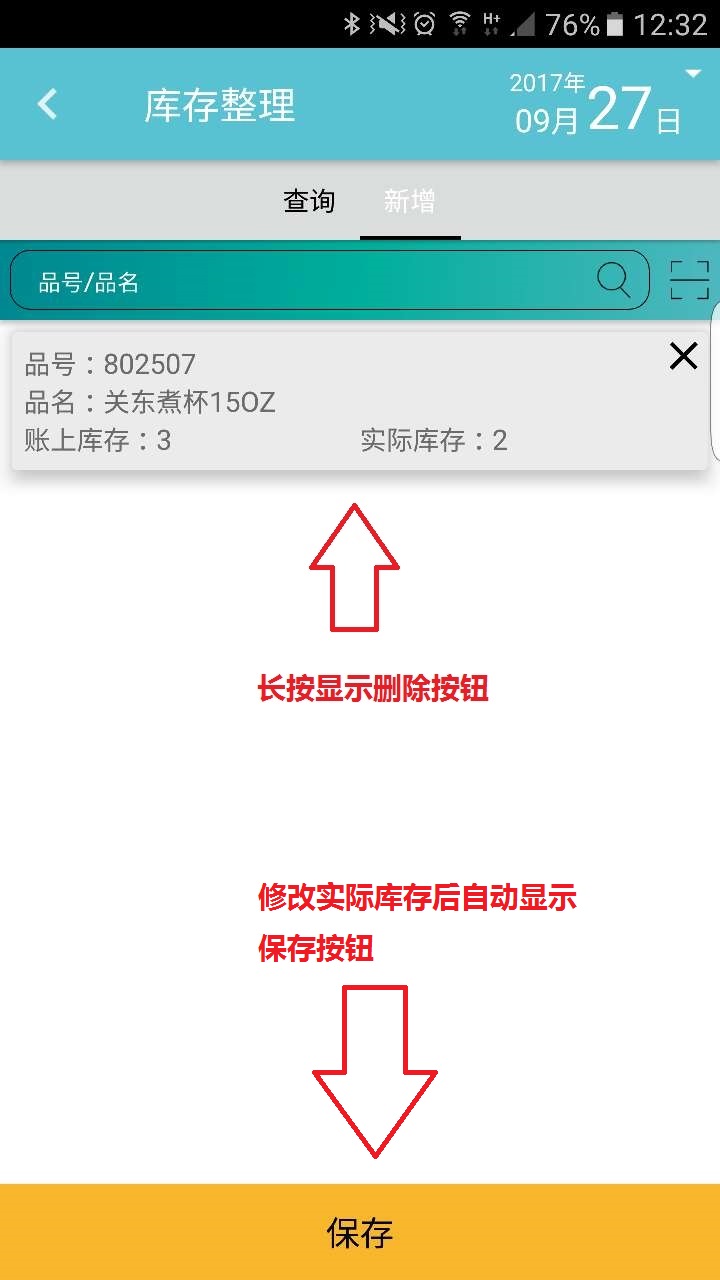 H+ 76% 12:32
库存整理
2017年
09月27日
查询 新增
品号/品名
品号：802507
品名：关东煮杯15OZ
账上库存：3 实际库存：2
长按显示删除按钮
修改实际库存后自动显示
保存按钮
保存